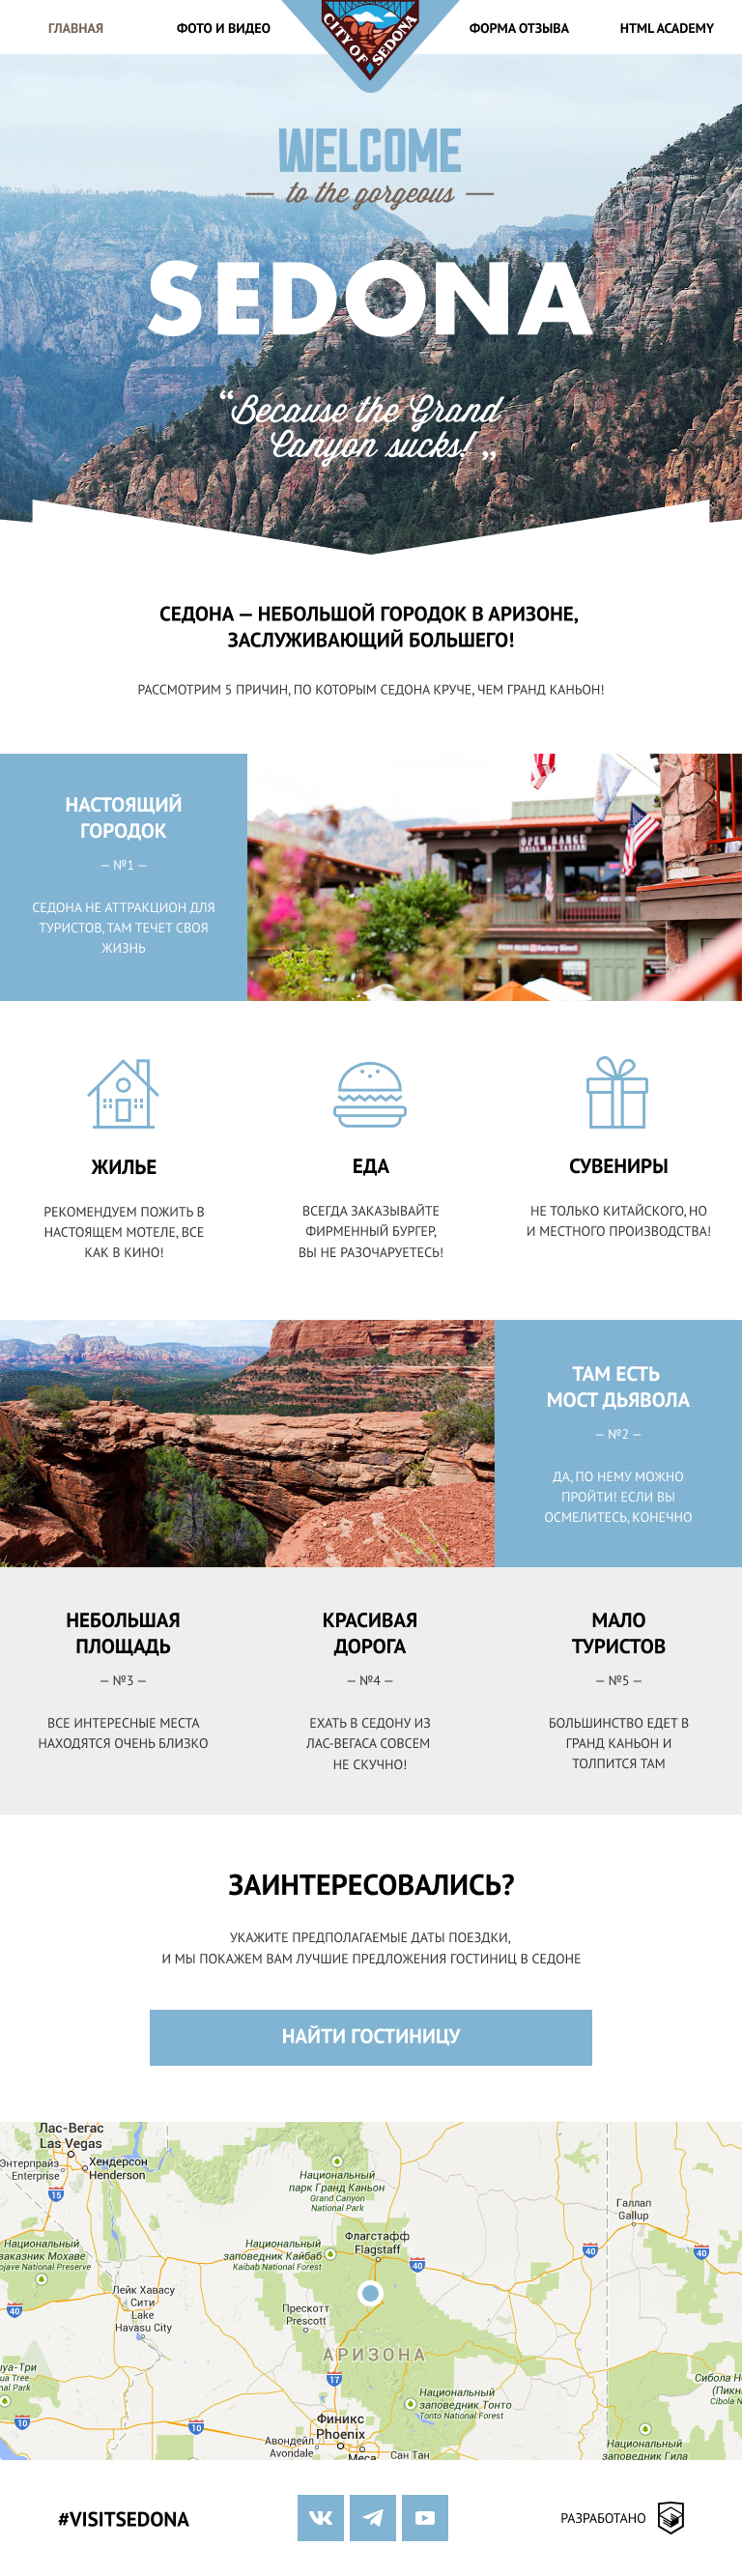 ГЛАВНАЯ
ФОТО И ВИДЕО
CITY OF SEDONA
ФОРМА ОТЗЫВА
HTML ACADEMY
WELCOME
— to the gorgeous —
SEDONA
“Because the Grand
Canyon sucks!„
СЕДОНА — НЕБОЛЬШОЙ ГОРОДОК В АРИЗОНЕ,
ЗАСЛУЖИВАЮЩИЙ БОЛЬШЕГО!
РАССМОТРИМ 5 ПРИЧИН, ПО КОТОРЫМ СЕДОНА КРУЧЕ, ЧЕМ ГРАНД КАНЬОН!
НАСТОЯЩИЙ
ГОРОДОК
— №1 —
СЕДОНА НЕ АТТРАКЦИОН ДЛЯ
ТУРИСТОВ, ТАМ ТЕЧЕТ СВОЯ
ЖИЗНЬ
OPEN RANGE
ЖИЛЬЕ
РЕКОМЕНДУЕМ ПОЖИТЬ В
НАСТОЯЩЕМ МОТЕЛЕ, ВСЕ
КАК В КИНО!
ЕДА
ВСЕГДА ЗАКАЗЫВАЙТЕ
ФИРМЕННЫЙ БУРГЕР,
ВЫ НЕ РАЗОЧАРУЕТЕСЬ!
СУВЕНИРЫ
НЕ ТОЛЬКО КИТАЙСКОГО, НО
И МЕСТНОГО ПРОИЗВОДСТВА!
ТАМ ЕСТЬ
МОСТ ДЬЯВОЛА
— №2 —
ДА, ПО НЕМУ МОЖНО
ПРОЙТИ! ЕСЛИ ВЫ
ОСМЕЛИТЕСЬ, КОНЕЧНО
НЕБОЛЬШАЯ
ПЛОЩАДЬ
— №3 —
ВСЕ ИНТЕРЕСНЫЕ МЕСТА
НАХОДЯТСЯ ОЧЕНЬ БЛИЗКО
КРАСИВАЯ
ДОРОГА
— №4 —
ЕХАТЬ В СЕДОНУ ИЗ
ЛАС-ВЕГАСА СОВСЕМ
НЕ СКУЧНО!
МАЛО
ТУРИСТОВ
— №5 —
БОЛЬШИНСТВО ЕДЕТ В
ГРАНД КАНЬОН И
ТОЛПИТСЯ ТАМ
ЗАИНТЕРЕСОВАЛИСЬ?
УКАЖИТЕ ПРЕДПОЛАГАЕМЫЕ ДАТЫ ПОЕЗДКИ,
И МЫ ПОКАЖЕМ ВАМ ЛУЧШИЕ ПРЕДЛОЖЕНИЯ ГОСТИНИЦ В СЕДОНЕ
НАЙТИ ГОСТИНИЦУ
Лас-Вегас
Las Vegas
Энтерпрайз
Enterprise
Хендерсон
Henderson
15
Национальный
парк Гранд Каньон
Grand Canyon
National Park
Галлап
Gallup
Флагстафф
Flagstaff
40
40
40
Национальный
заповедник Кайбаб
Kaibab National Forest
Национальный
заказник Мохаве
ojave National Preserve
40
Лейк Хавасу
Сити
Lake
Havasu City
Прескотт
Prescott
АРИЗОНА
17
уа-Три
ua Tree
nal Park
10
10
Национальный
заповедник Тонто
Tonto National Forest
Сибола Н
(Пикн
Cibola N
Финикс
Phoenix
Авондейл
Avondale
Меса
Сан Тан
Национальный
заповедник Гила
#VISITSEDONA
РАЗРАБОТАНО